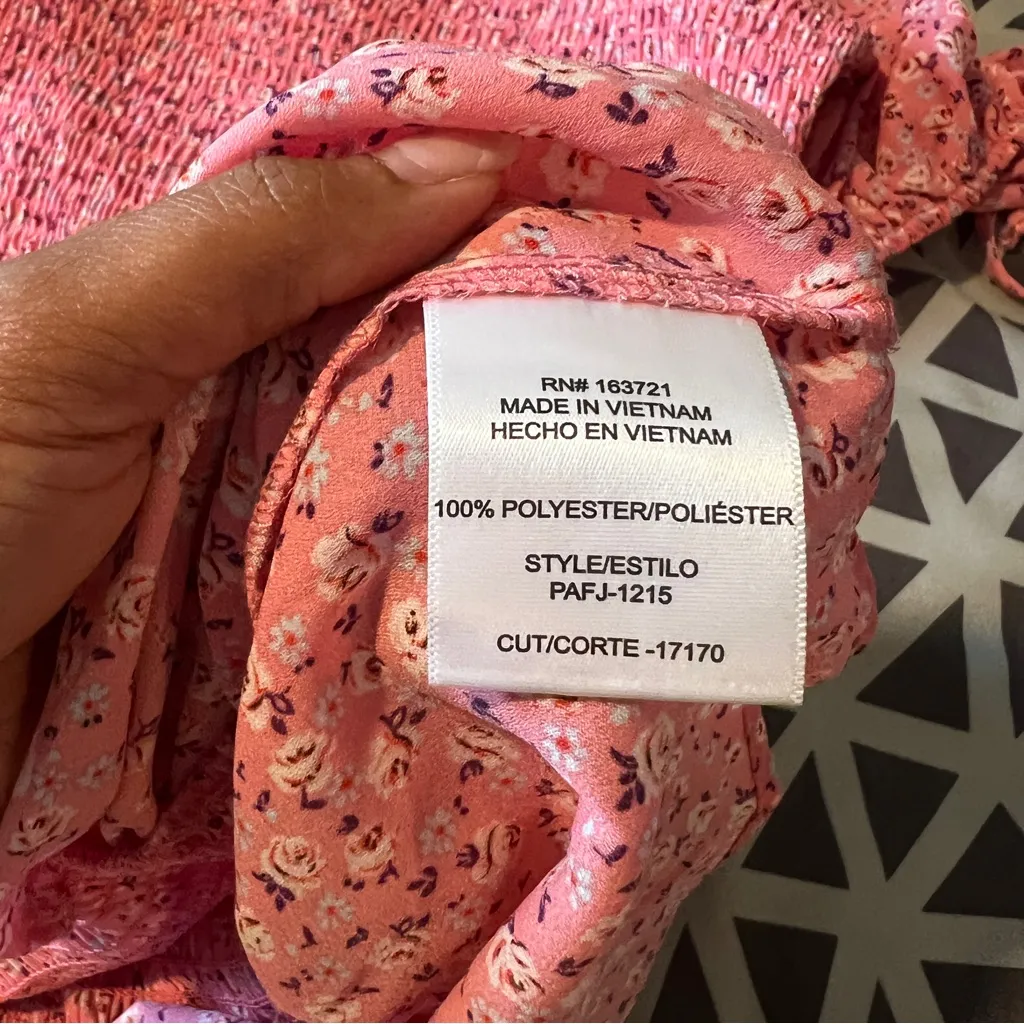 RN# 163721
MADE IN VIETNAM
HECHO EN VIETNAM
100% POLYESTER/POLIÉSTER
STYLE/ESTILO
PAFJ-1215
CUT/CORTE -17170